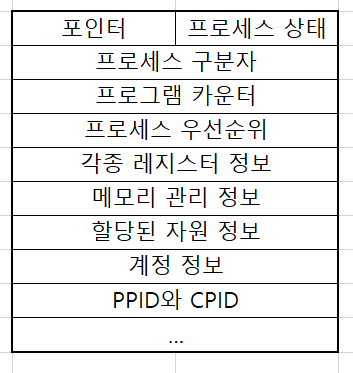 포인터 프로세스 상태
프로세스 구분자
프로그램 카운터
프로세스 우선순위
각종 레지스터 정보
메모리 관리 정보
할당된 자원 정보
계정 정보
PPID와 CPID
...